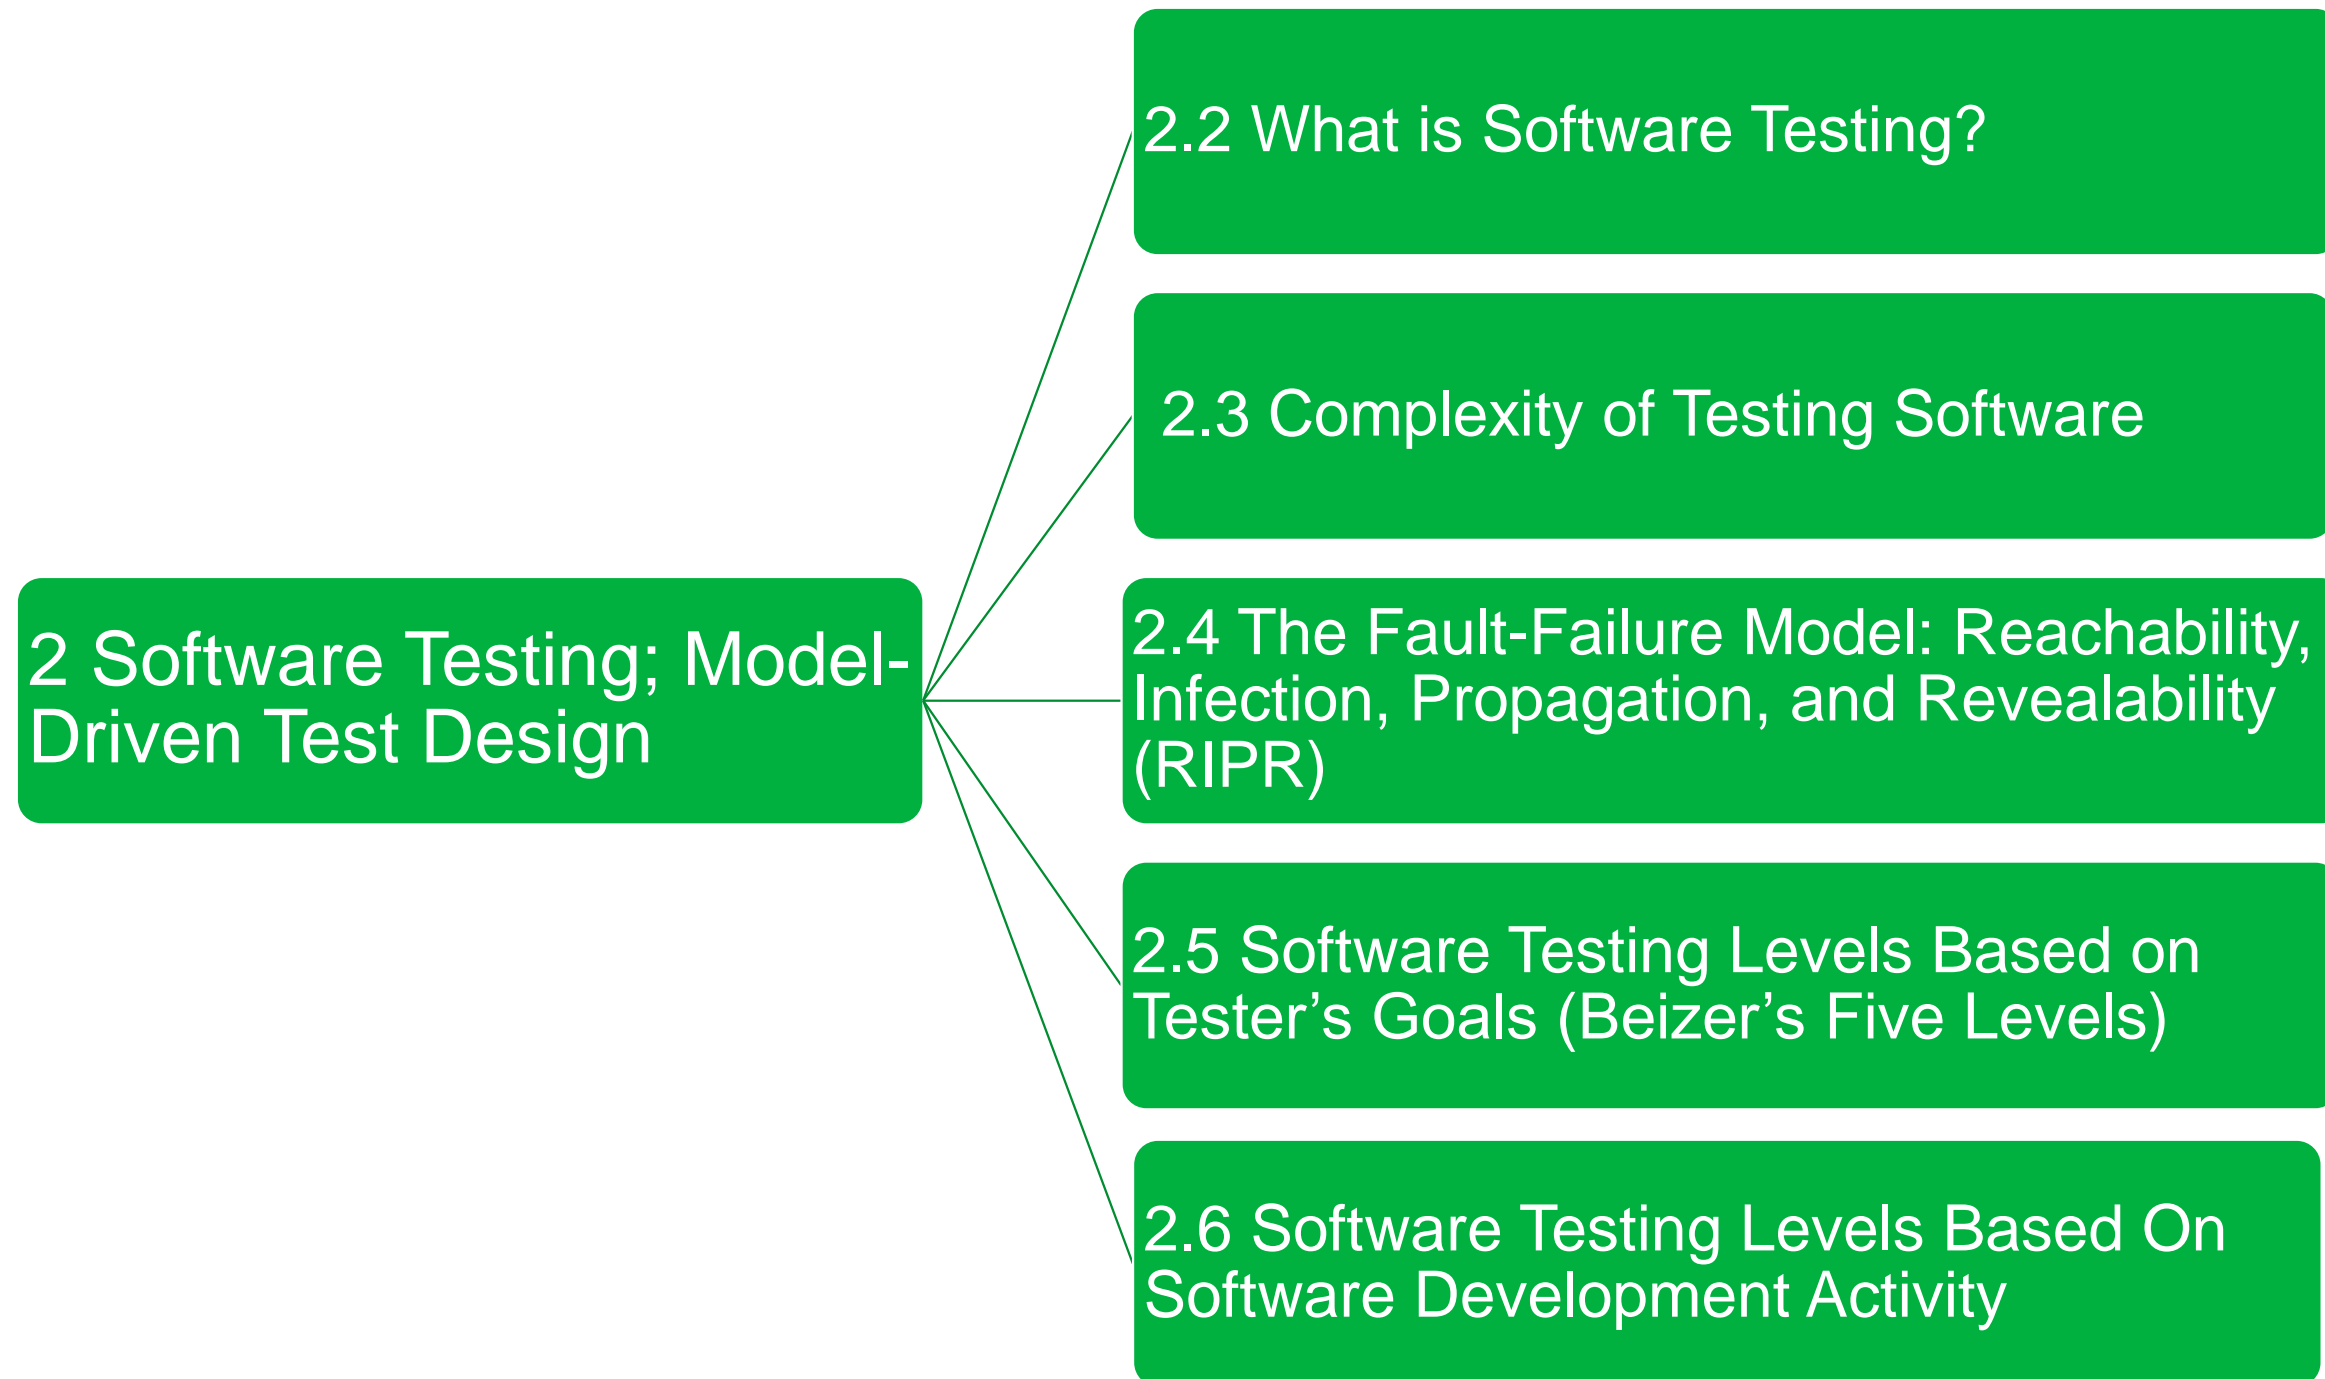 2.2 What is Software Testing?
2.3 Complexity of Testing Software
2 Software Testing; Model-
Driven Test Design
2.4 The Fault-Failure Model: Reachability,
Infection, Propagation, and Revealability
(RIPR)
2.5 Software Testing Levels Based on
Tester’s Goals (Beizer’s Five Levels)
2.6 Software Testing Levels Based On
Software Development Activity